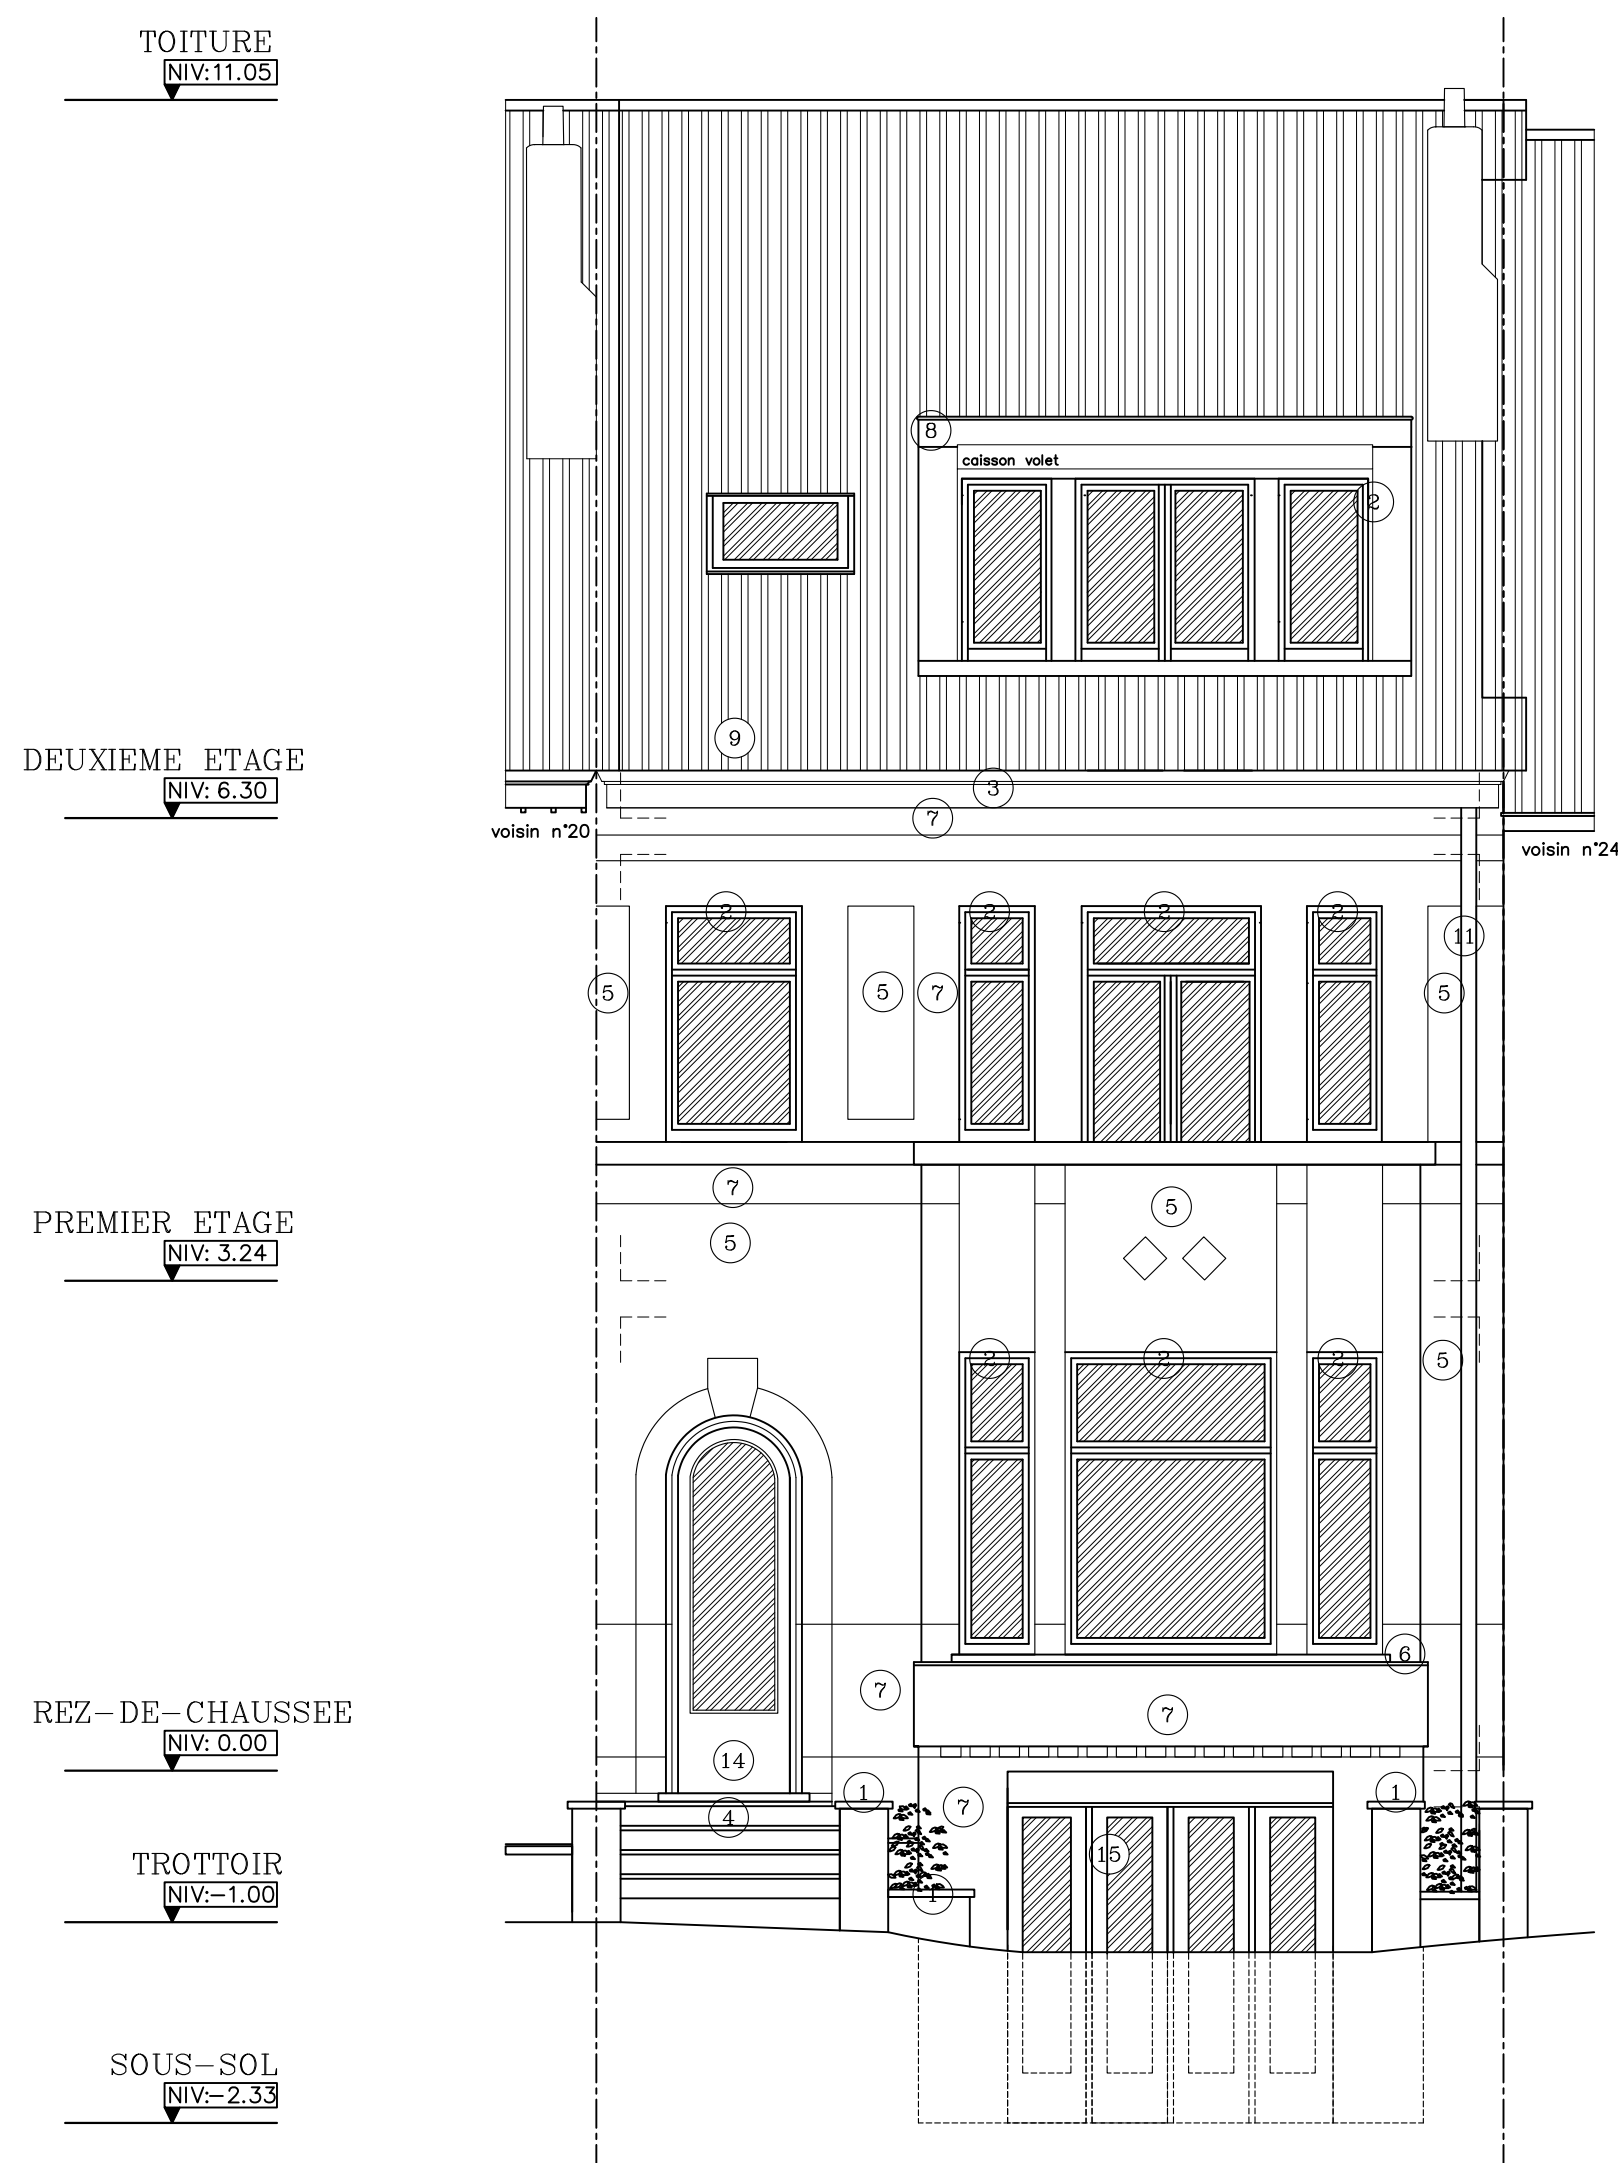 TOITURE
NIV:11.05
8
caisson volet
2
9
DEUXIEME ETAGE
NIV: 6.30
3
7
voisin n°20
voisin n°24
2
2
2
2
11
5
5
7
5
7
5
PREMIER ETAGE
NIV: 3.24
5
2
2
2
5
6
7
REZ-DE-CHAUSSEE
NIV: 0.00
7
14
1
1
7
4
15
TROTTOIR
NIV:-1.00
1
SOUS-SOL
NIV:-2.33